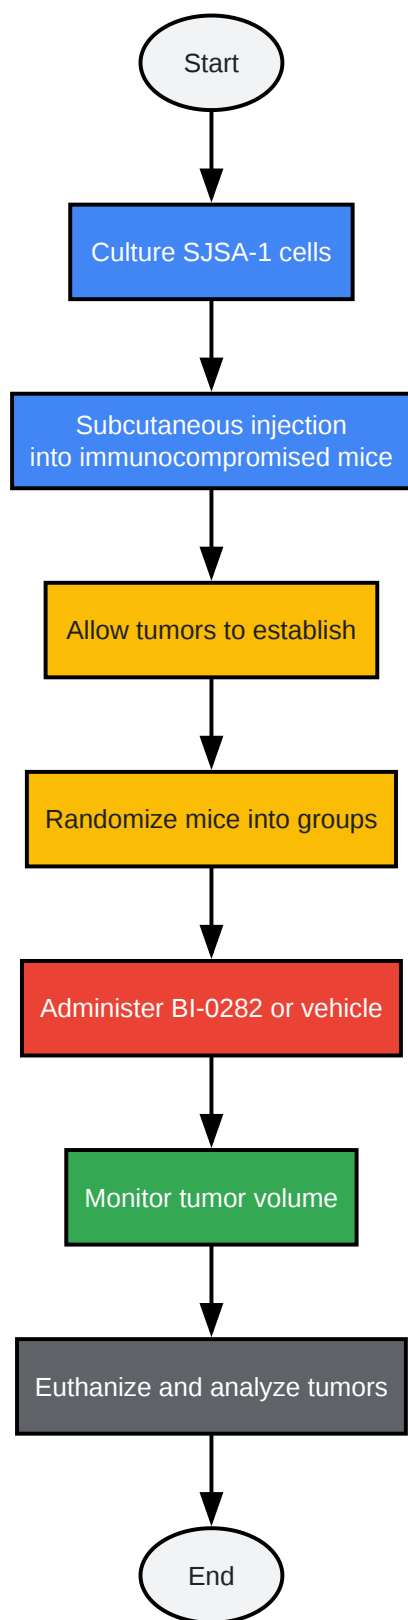 Start
Culture SJSA-1 cells
Subcutaneous injection
into immunocompromised mice
Allow tumors to establish
Randomize mice into groups
Administer BI-0282 or vehicle
Monitor tumor volume
Euthanize and analyze tumors
End